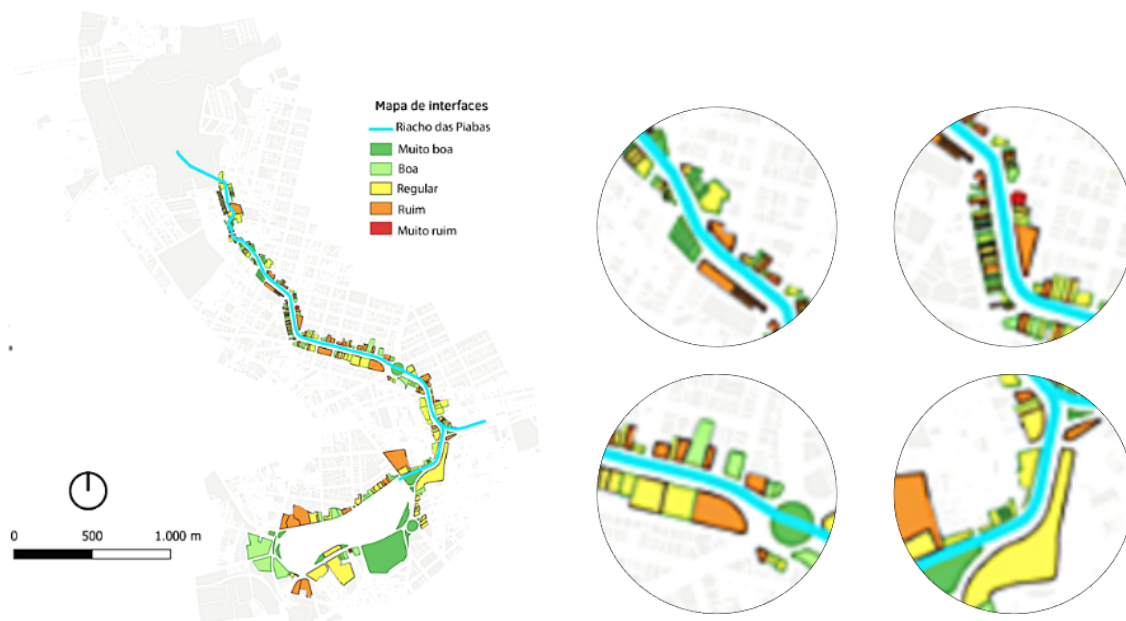 Mapa de interfaces
Riacho das Piabas
Muito boa
Boa
Regular
Ruim
Muito ruim
0 500 1.000 m